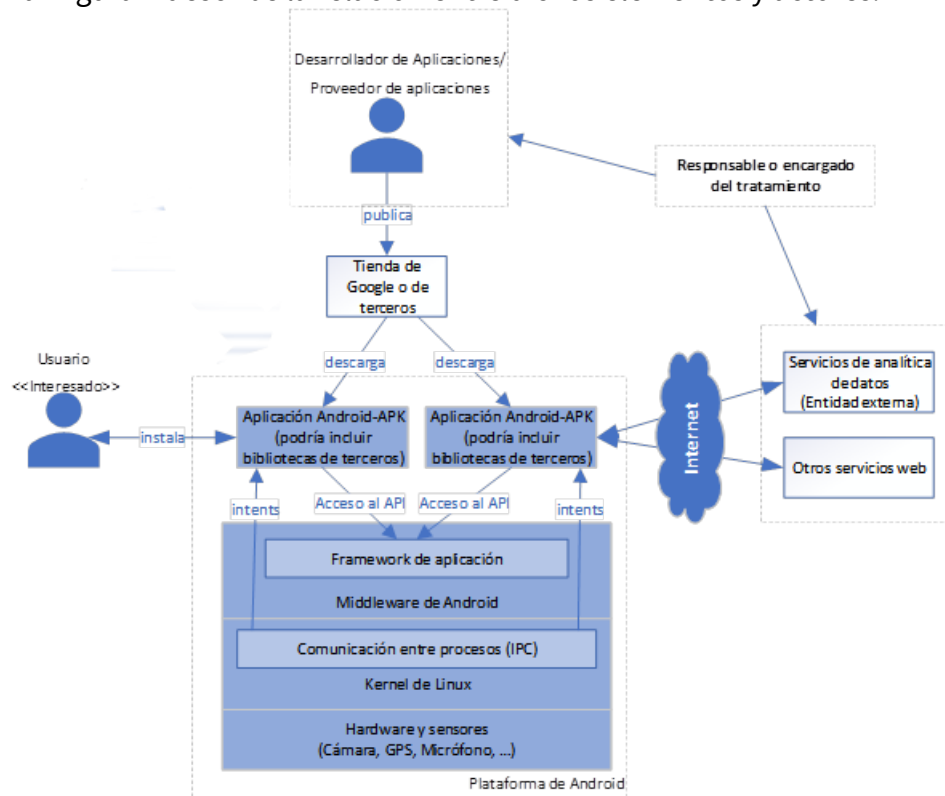 Desarrollador de Aplicaciones/
Proveedor de aplicaciones
Responsable o encargado
del tratamiento
publica
Tienda de
Google o de
terceros
descarga
descarga
Usuario
<<Interesado>>
instala
Aplicación Android-APK
(podría incluir
bibliotecas de terceros)
Aplicación Android-APK
(podría incluir
bibliotecas de terceros)
Internet
Servicios de analítica
de datos
(Entidad externa)
Otros servicios web
intents
Acceso al API
Acceso al API
intents
Framework de aplicación
Middleware de Android
Comunicación entre procesos (IPC)
Kernel de Linux
Hardware y sensores
(Cámara, GPS, Micrófono, ...)
Plataforma de Android